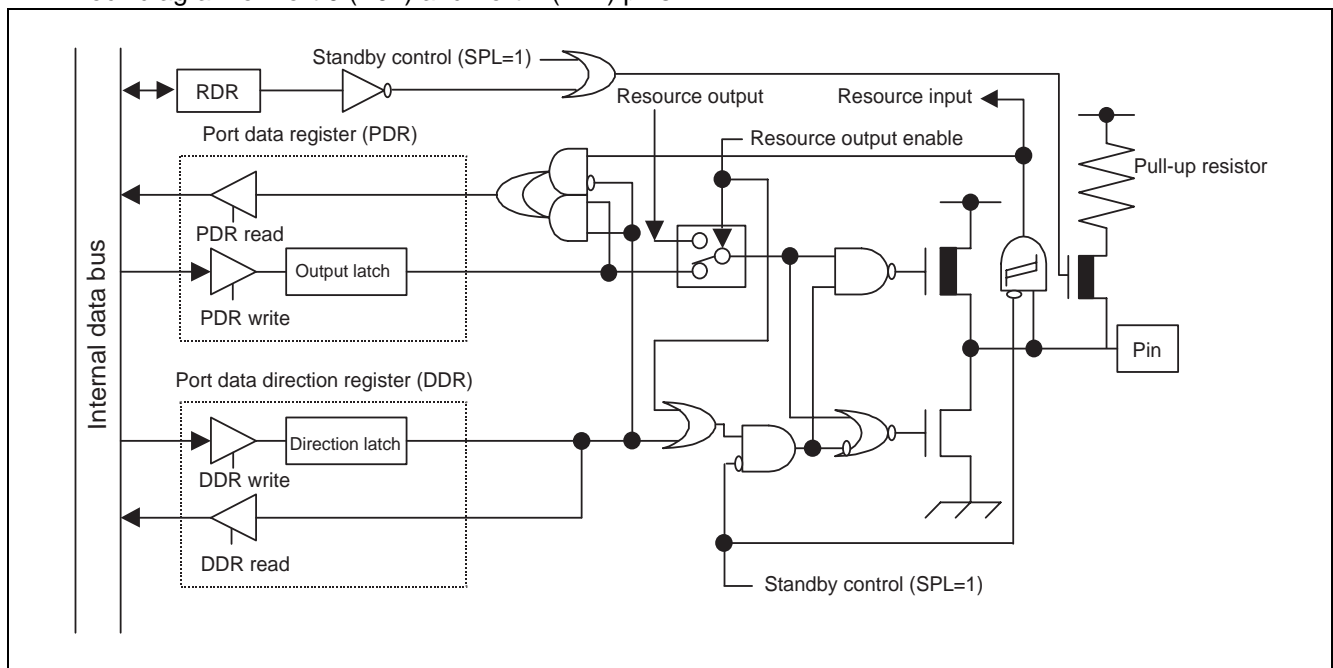 Standby control (SPL=1)
RDR
Resource output
Resource input
Port data register (PDR)
Resource output enable
Pull-up resistor
PDR read
Output latch
PDR write
Internal data bus
Pin
Port data direction register (DDR)
Direction latch
DDR write
DDR read
Standby control (SPL=1)